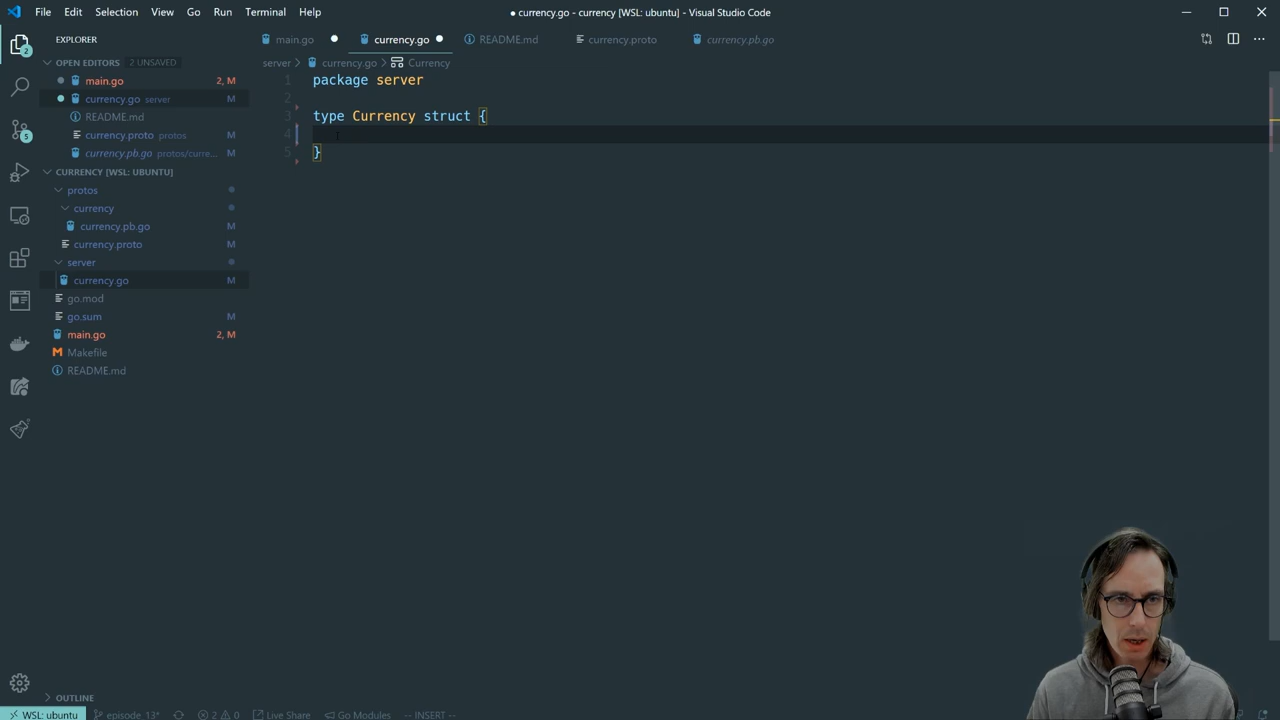 File Edit Selection View Go Run Terminal Help
● currency.go - currency [WSL: ubuntu] - Visual Studio Code
EXPLORER
OPEN EDITORS 2 UNSAVED
main.go 2, M
currency.go server M
README.md
currency.proto protos M
currency.pb.go protos/curre... M
CURRENCY [WSL: UBUNTU]
protos
currency
currency.pb.go M
currency.proto M
server
currency.go M
go.mod
go.sum M
main.go 2, M
Makefile
README.md
OUTLINE
main.go currency.go README.md currency.proto currency.pb.go
server > currency.go > Currency
1 package server
2
3 type Currency struct {
4
5 }
2
5
WSL: ubuntu episode_13* 2 0 Live Share Go Modules -- INSERT --